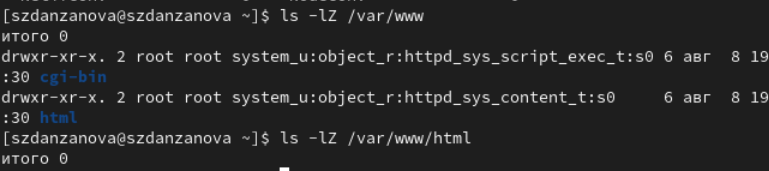 [szdanzanova@szdanzanova ~]$ ls -lZ /var/www
итого 0
drwxr-xr-x. 2 root root system_u:object_r:httpd_sys_script_exec_t:s0 6 авг  8 19
:30 cgi-bin
drwxr-xr-x. 2 root root system_u:object_r:httpd_sys_content_t:s0     6 авг  8 19
:30 html
[szdanzanova@szdanzanova ~]$ ls -lZ /var/www/html
итого 0